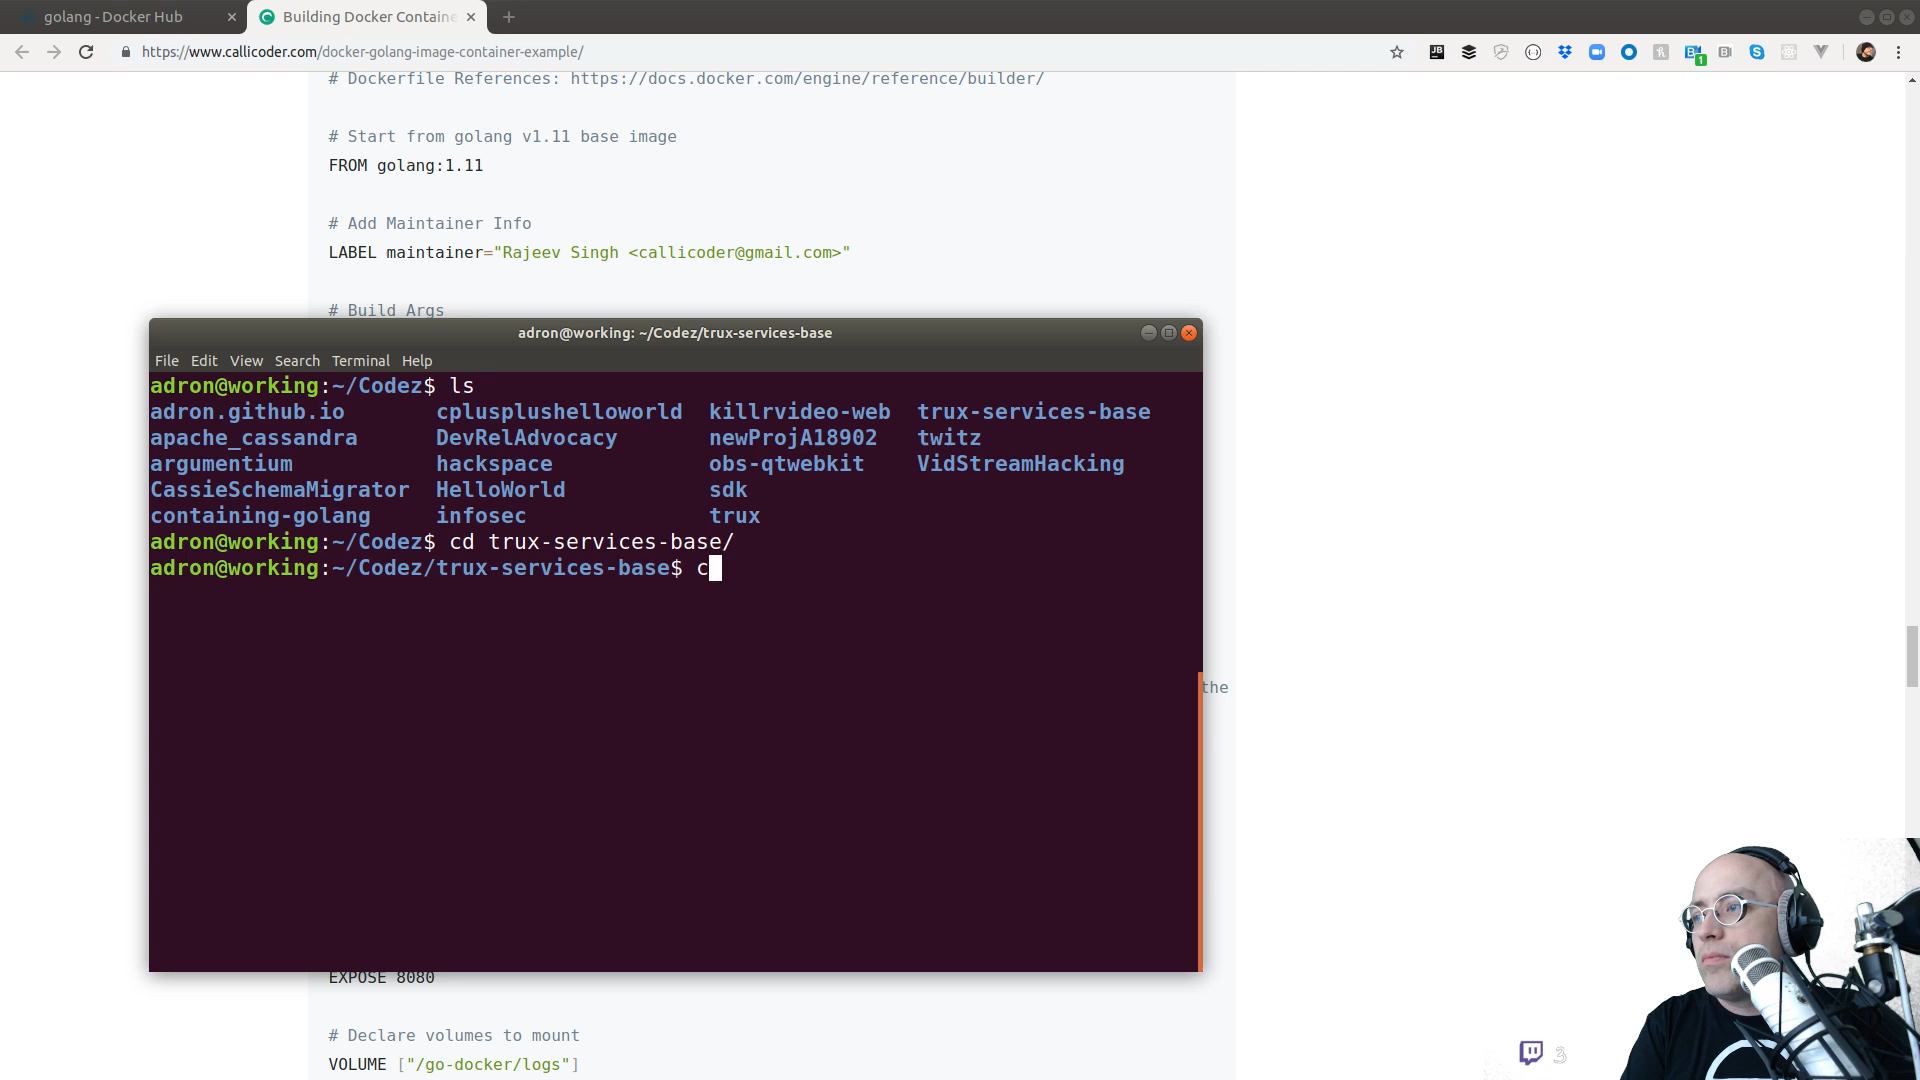 golang - Docker Hub
Building Docker Containe
https://www.callicoder.com/docker-golang-image-container-example/
# Dockerfile References: https://docs.docker.com/engine/reference/builder/
# Start from golang v1.11 base image
FROM golang:1.11
# Add Maintainer Info
LABEL maintainer="Rajeev Singh <callicoder@gmail.com>"
# Build Args
adron@working: ~/Codez/trux-services-base
File Edit View Search Terminal Help
adron@working:~/Codez$ ls
adron.github.io cplusplushelloworld killrvideo-web trux-services-base
apache_cassandra DevRelAdvocacy newProjA18902 twitz
argumentium hackspace obs-qtwebkit VidStreamHacking
CassieSchemaMigrator HelloWorld sdk
containing-golang infosec trux
adron@working:~/Codez$ cd trux-services-base/
adron@working:~/Codez/trux-services-base$ c
the
EXPOSE 8080
# Declare volumes to mount
VOLUME ["/go-docker/logs"]
3